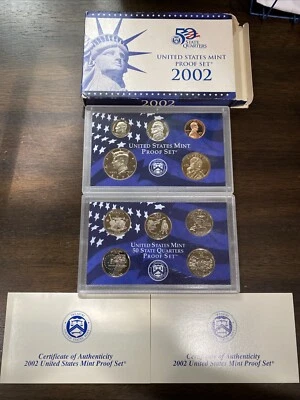 50
STATE
QUARTERS
UNITED STATES MINT
PROOF SET®
2002
2002
UNITED STATES MINT
PROOF SET®
UNITED STATES MINT
50 STATE QUARTERS
PROOF SET®
Certificate of Authenticity
2002 United States Mint Proof Set®
Certificate of Authenticity
2002 United States Mint Proof Set®